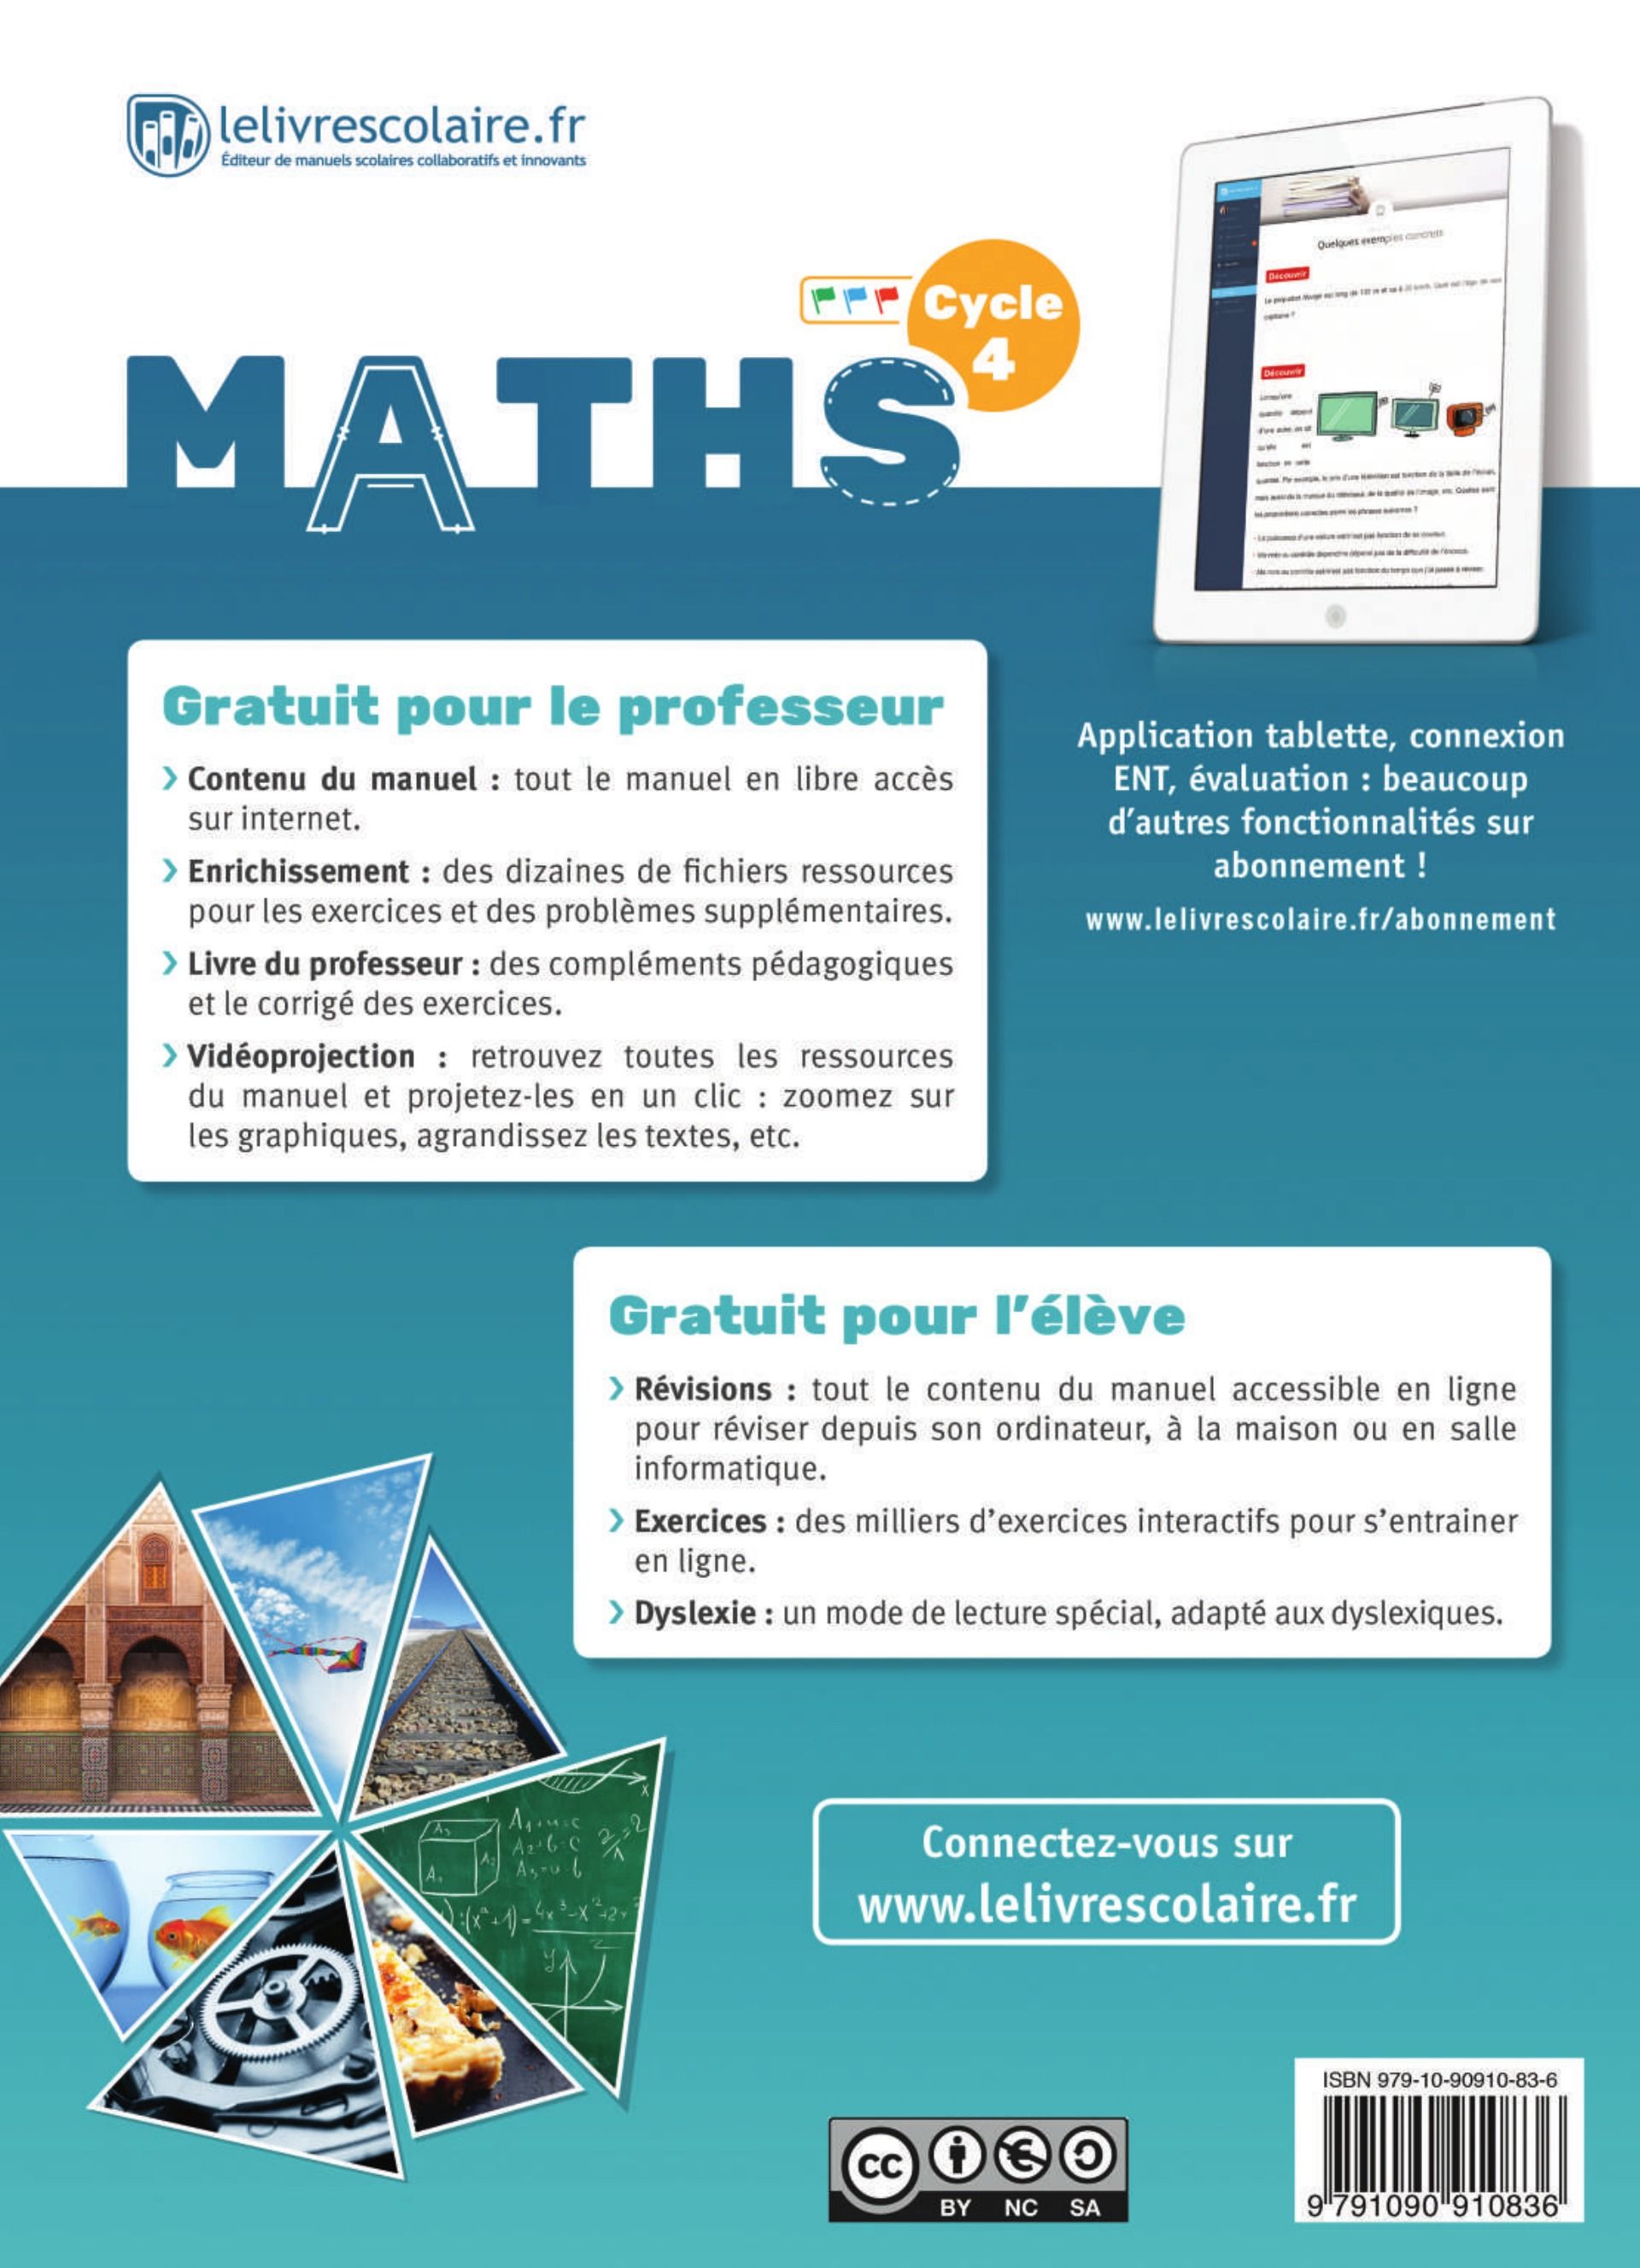 lelivrescolaire.fr
Éditeur de manuels scolaires collaboratifs et innovants
Cycle
4
MATHS
Quelques exemples concrets
Découvrir
Découvrir
Gratuit pour le professeur
› Contenu du manuel : tout le manuel en libre accès
sur internet.
› Enrichissement : des dizaines de fichiers ressources
pour les exercices et des problèmes supplémentaires.
› Livre du professeur : des compléments pédagogiques
et le corrigé des exercices.
› Vidéoprojection : retrouvez toutes les ressources
du manuel et projetez-les en un clic : zoomez sur
les graphiques, agrandissez les textes, etc.
Application tablette, connexion
ENT, évaluation : beaucoup
d’autres fonctionnalités sur
abonnement !
www.lelivrescolaire.fr/abonnement
Gratuit pour l’élève
› Révisions : tout le contenu du manuel accessible en ligne
pour réviser depuis son ordinateur, à la maison ou en salle
informatique.
› Exercices : des milliers d’exercices interactifs pour s’entrainer
en ligne.
› Dyslexie : un mode de lecture spécial, adapté aux dyslexiques.
Connectez-vous sur
www.lelivrescolaire.fr
ISBN 979-10-90910-83-6
9 791090 910836
cc
BY NC SA